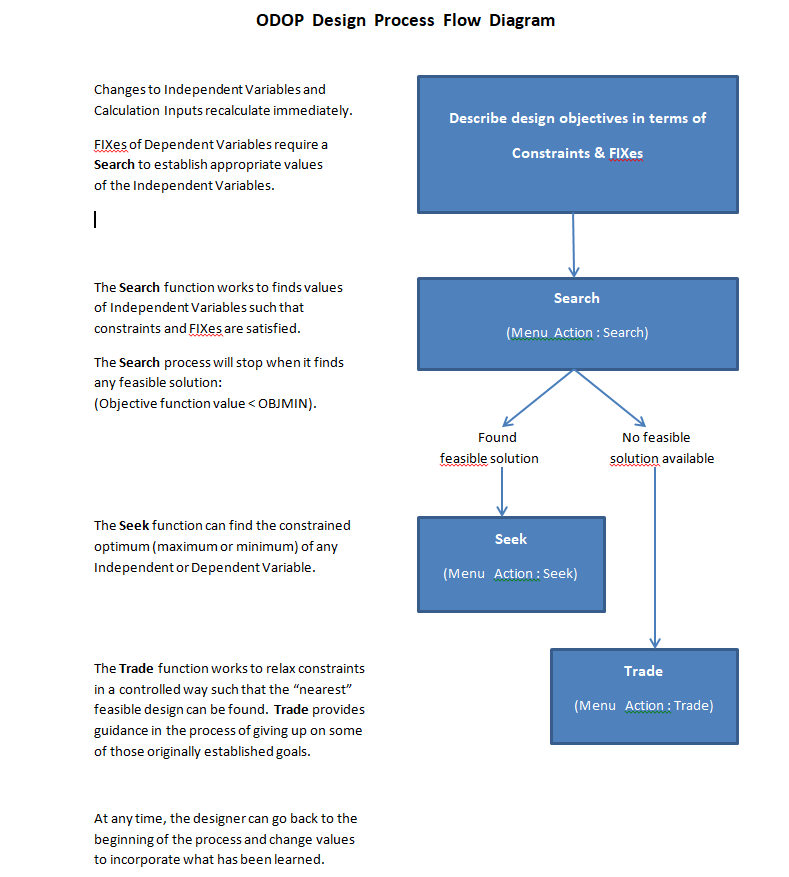 ODOP Design Process Flow Diagram
Changes to Independent Variables and
Calculation Inputs recalculate immediately.
FIXes of Dependent Variables require a
Search to establish appropriate values
of the Independent Variables.
Describe design objectives in terms of
Constraints & FIXes
The Search function works to finds values
of Independent Variables such that
constraints and FIXes are satisfied.
The Search process will stop when it finds
any feasible solution:
(Objective function value < OBJMIN).
Search
(Menu Action : Search)
Found
feasible solution
No feasible
solution available
The Seek function can find the constrained
optimum (maximum or minimum) of any
Independent or Dependent Variable.
Seek
(Menu Action : Seek)
The Trade function works to relax constraints
in a controlled way such that the “nearest”
feasible design can be found. Trade provides
guidance in the process of giving up on some
of those originally established goals.
Trade
(Menu Action : Trade)
At any time, the designer can go back to the
beginning of the process and change values
to incorporate what has been learned.